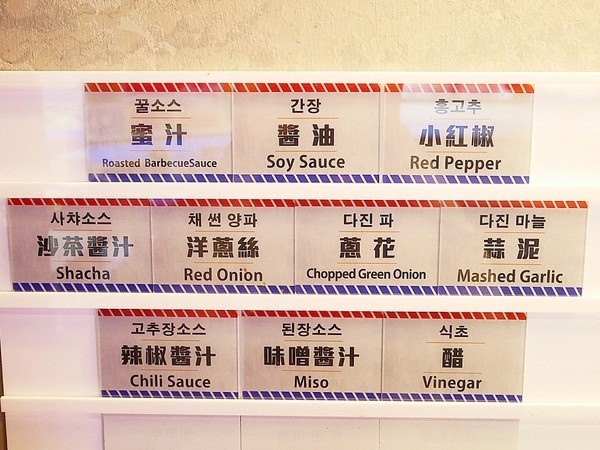 꿀소스
蜜汁
Roasted BarbecueSauce
간장
醬油
Soy Sauce
홍고추
小紅椒
Red Pepper
사챠소스
沙茶醬汁
Shacha
채 썬 양파
洋蔥絲
Red Onion
다진 파
蔥花
Chopped Green Onion
다진 마늘
蒜泥
Mashed Garlic
고추장소스
辣椒醬汁
Chili Sauce
된장소스
味噌醬汁
Miso
식초
醋
Vinegar